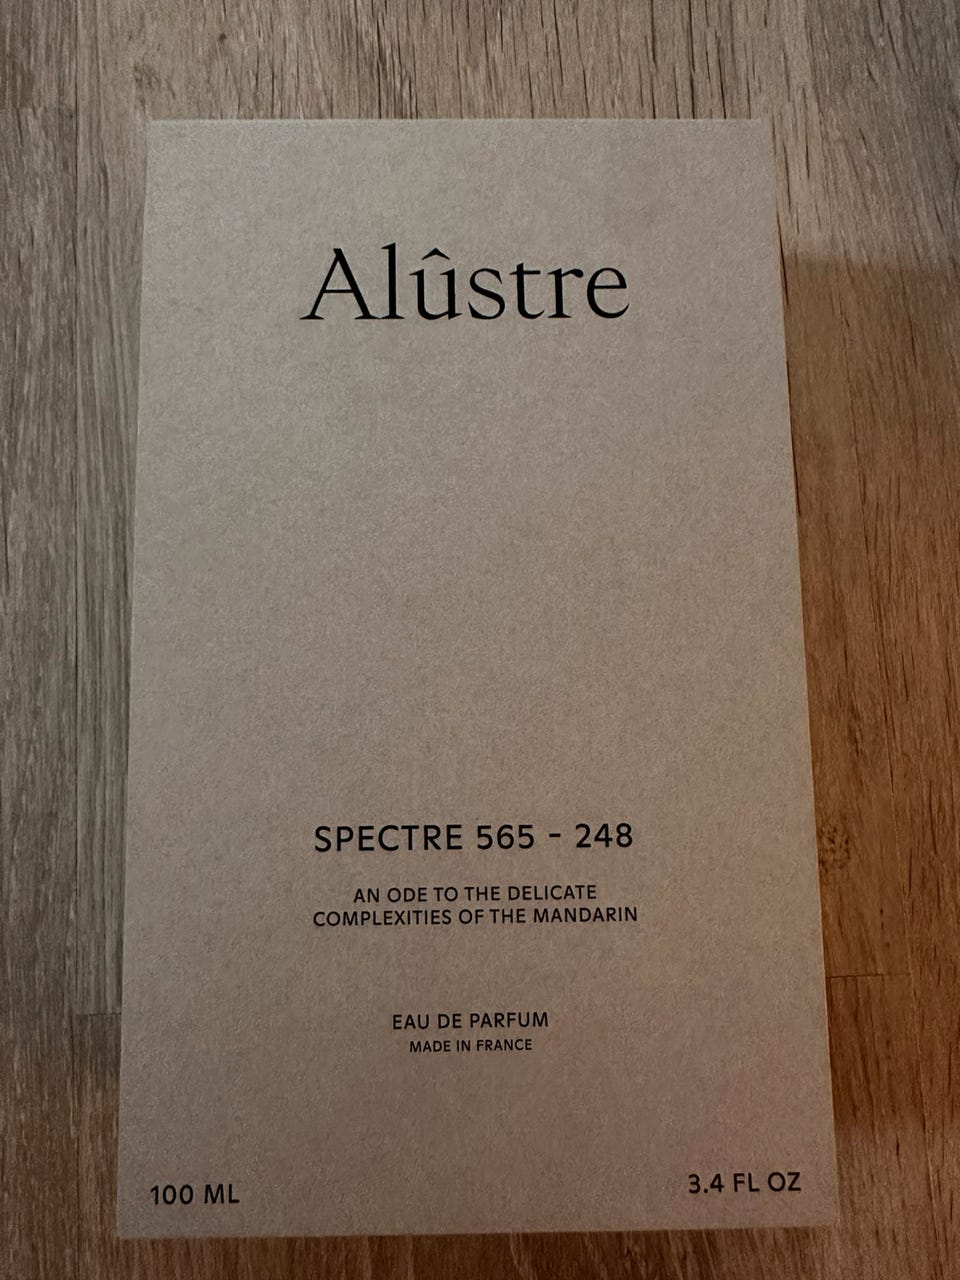 Alûstre
SPECTRE 565 - 248
AN ODE TO THE DELICATE
COMPLEXITIES OF THE MANDARIN
EAU DE PARFUM
MADE IN FRANCE
100 ML
3.4 FL OZ